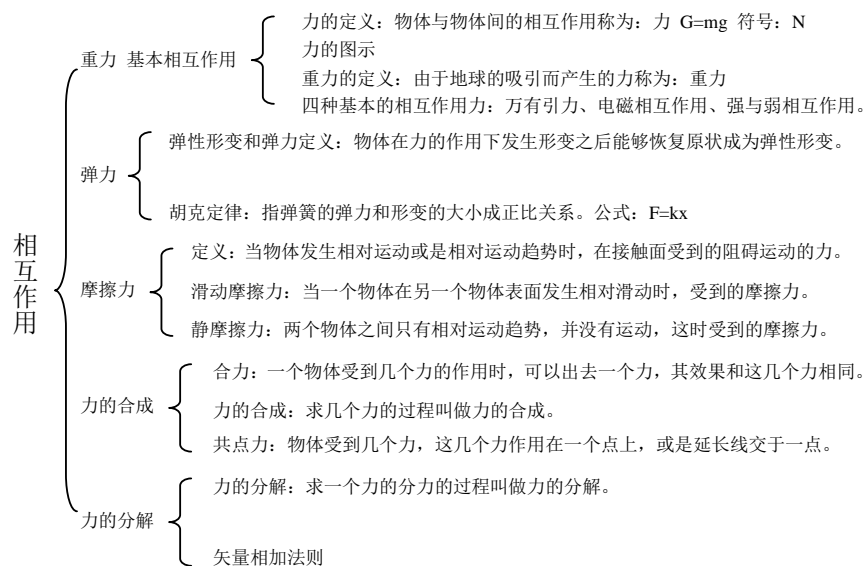 相互作用
重力 基本相互作用
力的定义：物体与物体间的相互作用称为：力 G=mg 符号：N
力的图示
重力的定义：由于地球的吸引而产生的力称为：重力
四种基本的相互作用力：万有引力、电磁相互作用、强与弱相互作用。
弹力
弹性形变和弹力定义：物体在力的作用下发生形变之后能够恢复原状成为弹性形变。
胡克定律：指弹簧的弹力和形变的大小成正比关系。公式：F=kx
摩擦力
定义：当物体发生相对运动或是相对运动趋势时，在接触面受到的阻碍运动的力。
滑动摩擦力：当一个物体在另一个物体表面发生相对滑动时，受到的摩擦力。
静摩擦力：两个物体之间只有相对运动趋势，并没有运动，这时受到的摩擦力。
力的合成
合力：一个物体受到几个力的作用时，可以出去一个力，其效果和这几个力相同。
力的合成：求几个力的过程叫做力的合成。
共点力：物体受到几个力，这几个力作用在一个点上，或是延长线交于一点。
力的分解
力的分解：求一个力的分力的过程叫做力的分解。
矢量相加法则